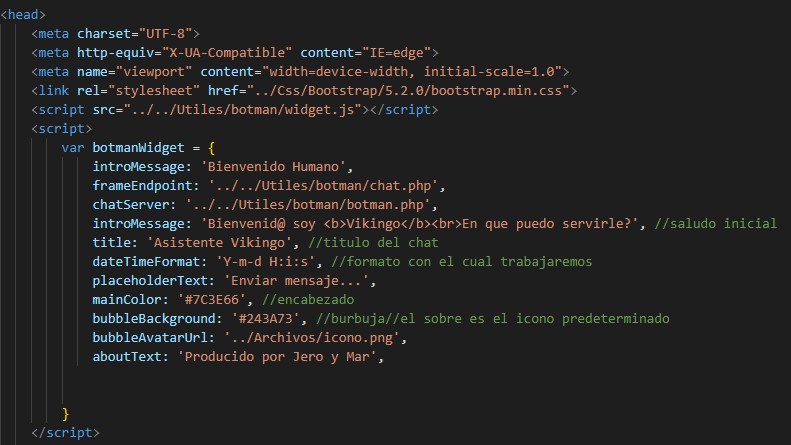 <head>
<meta charset="UTF-8">
<meta http-equiv="X-UA-Compatible" content="IE=edge">
<meta name="viewport" content="width=device-width, initial-scale=1.0">
<link rel="stylesheet" href="../Css/Bootstrap/5.2.0/bootstrap.min.css">
<script src="../../Utiles/botman/widget.js"></script>
<script>
var botmanWidget = {
introMessage: 'Bienvenido Humano',
frameEndpoint: '../../Utiles/botman/chat.php',
chatServer: '../../Utiles/botman/botman.php',
introMessage: 'Bienvenid@ soy <b>Vikingo</b><br>En que puedo servirle?', //saludo inicial
title: 'Asistente Vikingo', //titulo del chat
dateTimeFormat: 'Y-m-d H:i:s', //formato con el cual trabajaremos
placeholderText: 'Enviar mensaje...',
mainColor: '#7C3E66', //encabezado
bubbleBackground: '#243A73', //burbuja//el sobre es el icono predeterminado
bubbleAvatarUrl: '../Archivos/icono.png',
aboutText: 'Producido por Jero y Mar',
}
</script>